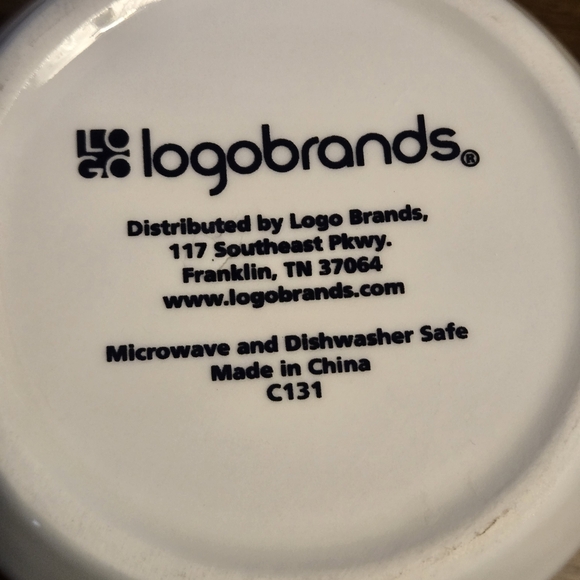 LOGO logobrands®
Distributed by Logo Brands,
117 Southeast Pkwy.
Franklin, TN 37064
www.logobrands.com
Microwave and Dishwasher Safe
Made in China
C131